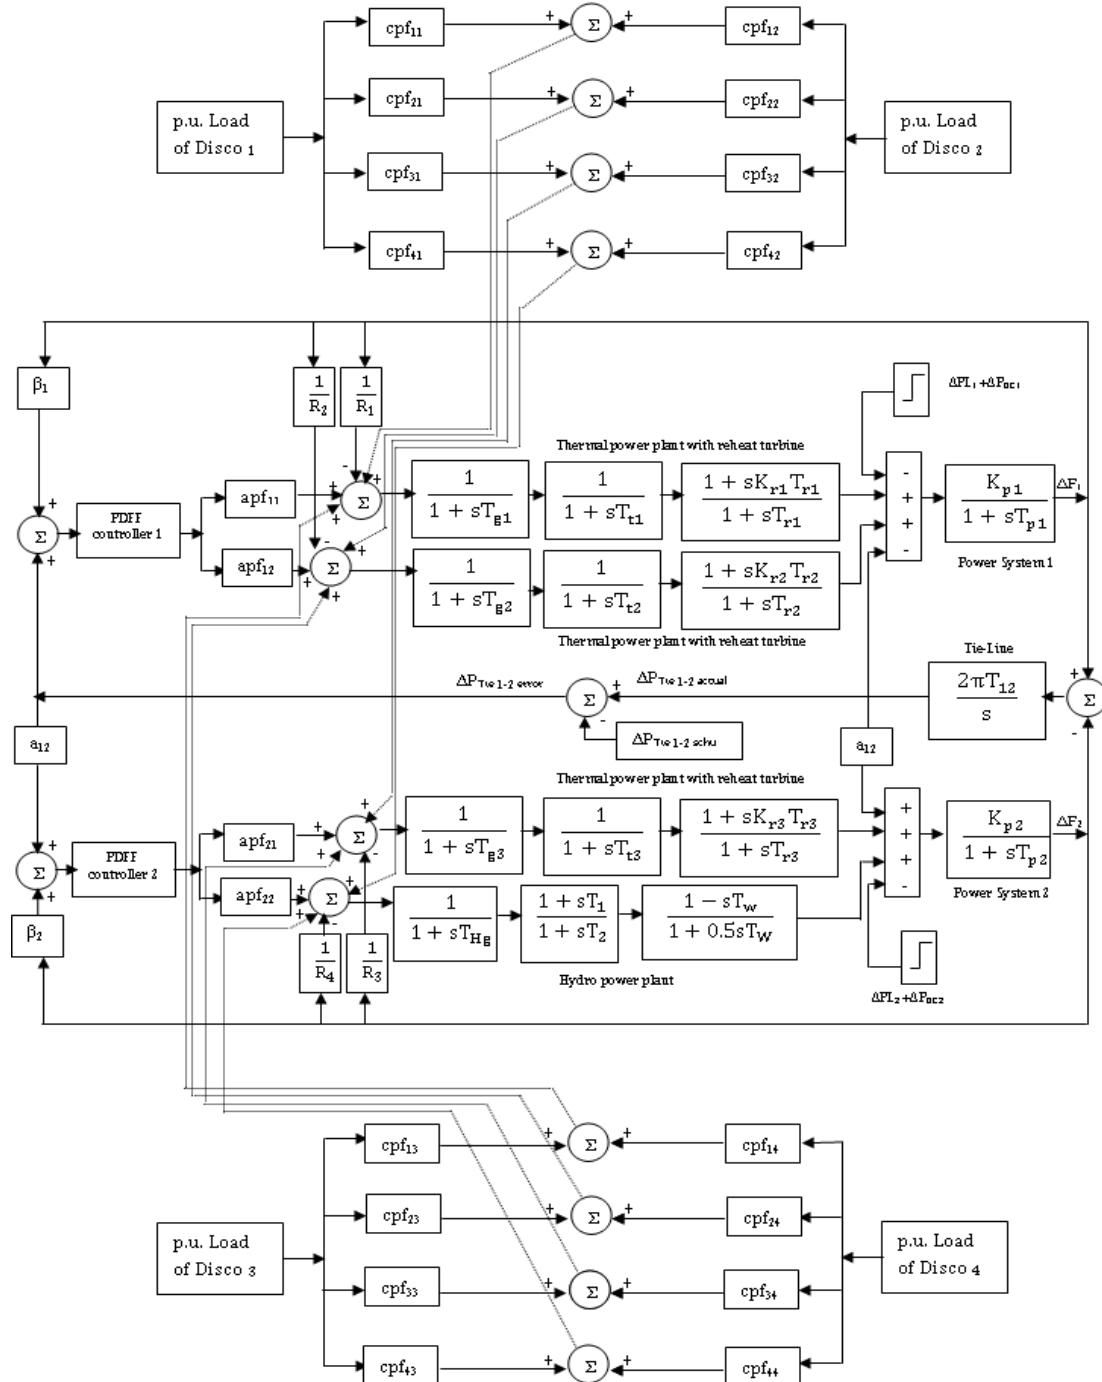 cpf11 + Σ + cpf12
cpf21 + Σ + cpf22
p.u. Load of Disco 1
p.u. Load of Disco 2
cpf31 + Σ + cpf32
cpf41 + Σ + cpf42
β1
1/R2
1/R1
ΔPL1+ΔPUC1
Thermal power plant with reheat turbine
- + Σ + +
apf11
1/(1 + sTg1)
1/(1 + sTt1)
(1 + sKr1Tr1)/(1 + sTr1)
- + + -
Kp1/(1 + sTp1)
ΔF1
+ Σ +
PDFF controller 1
apf12
- + Σ + +
1/(1 + sTg2)
1/(1 + sTt2)
(1 + sKr2Tr2)/(1 + sTr2)
Power System 1
Thermal power plant with reheat turbine
Tie-Line
ΔPTie 1-2 error
Σ + -
ΔPTie 1-2 actual
2πT12/s
+ Σ -
a12
ΔPTie 1-2 schu
a12
Thermal power plant with reheat turbine
apf21
+ + Σ + -
1/(1 + sTg3)
1/(1 + sTt3)
(1 + sKr3Tr3)/(1 + sTr3)
+ + + -
Kp2/(1 + sTp2)
ΔF2
+ Σ +
PDFF controller 2
apf22
+ + Σ + -
1/(1 + sTHg)
(1 + sT1)/(1 + sT2)
(1 - sTw)/(1 + 0.5sTW)
Power System 2
β2
1/R4
1/R3
Hydro power plant
ΔPL2+ΔPUC2
cpf13 + Σ + cpf14
cpf23 + Σ + cpf24
p.u. Load of Disco 3
p.u. Load of Disco 4
cpf33 + Σ + cpf34
cpf43 + Σ + cpf44